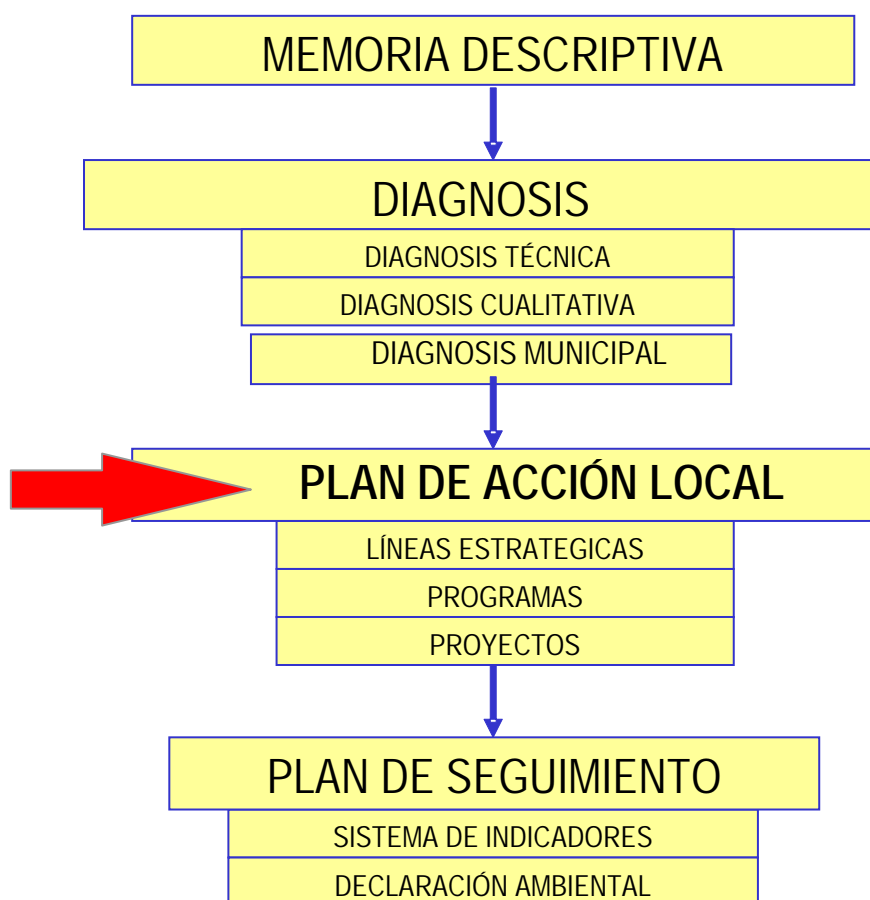 MEMORIA DESCRIPTIVA
DIAGNOSIS
DIAGNOSIS TÉCNICA
DIAGNOSIS CUALITATIVA
DIAGNOSIS MUNICIPAL
PLAN DE ACCIÓN LOCAL
LÍNEAS ESTRATEGICAS
PROGRAMAS
PROYECTOS
PLAN DE SEGUIMIENTO
SISTEMA DE INDICADORES
DECLARACIÓN AMBIENTAL